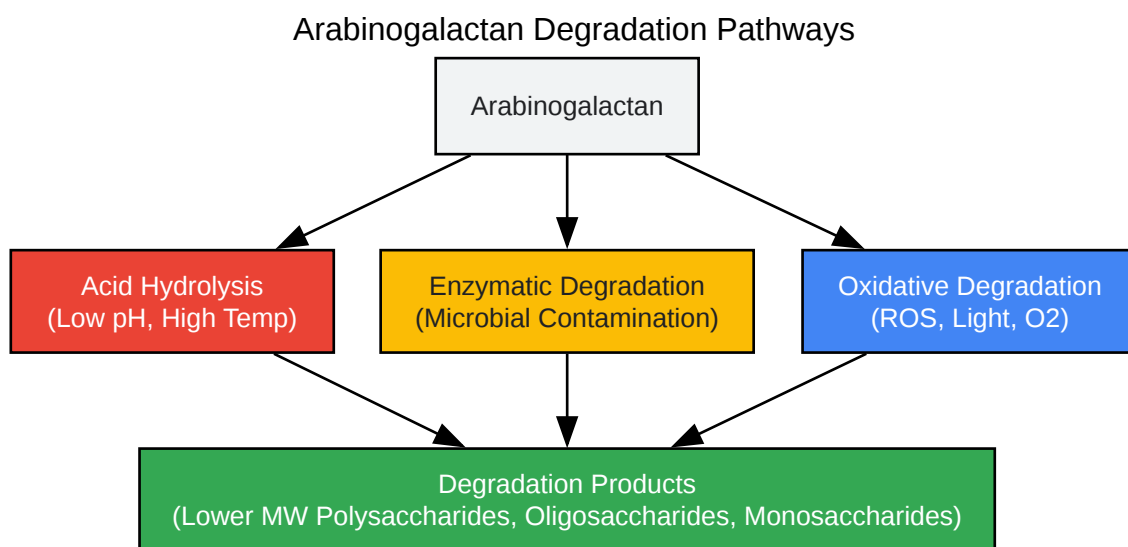 Arabinogalactan Degradation Pathways
Arabinogalactan
Acid Hydrolysis
(Low pH, High Temp)
Enzymatic Degradation
(Microbial Contamination)
Oxidative Degradation
(ROS, Light, O2)
Degradation Products
(Lower MW Polysaccharides, Oligosaccharides, Monosaccharides)